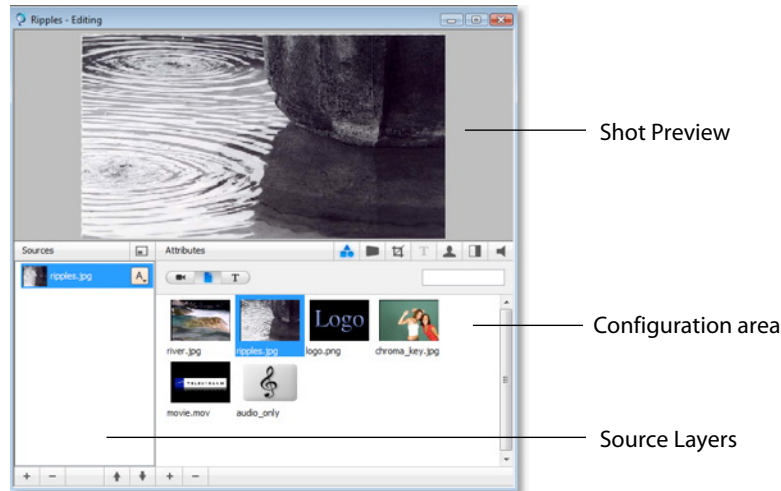 Ripples - Editing
Shot Preview
Sources
Attributes
T
ripples.jpg
A
T
Configuration area
river.jpg
ripples.jpg
Logo
logo.png
chroma_key.jpg
TELESTREAM
movie.mov
audio_only
Source Layers